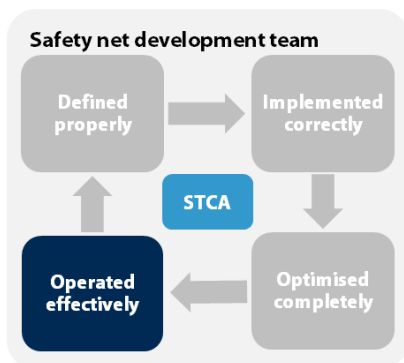 Safety net development team
Defined
properly
Implemented
correctly
STCA
Operated
effectively
Optimised
completely